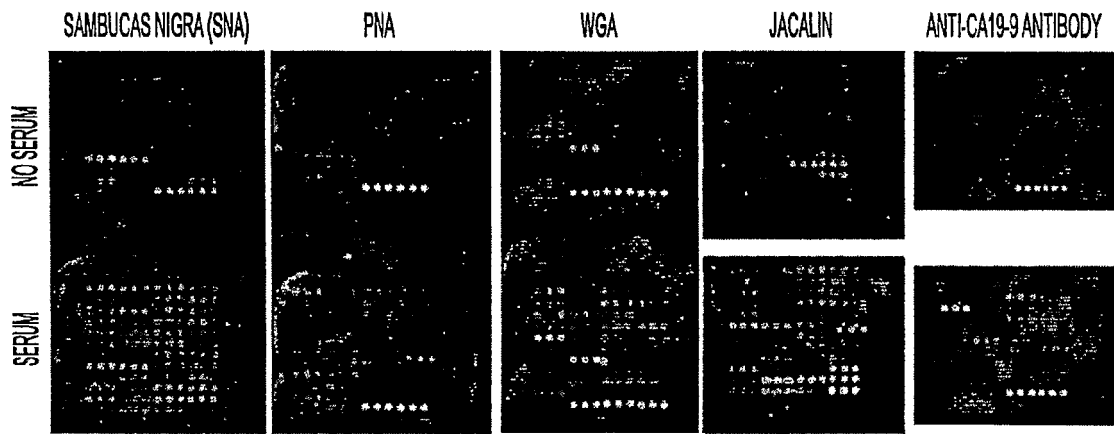 SAMBUCAS NIGRA (SNA) PNA WGA JACALIN ANTI-CA19-9 ANTIBODY
NO SERUM
SERUM